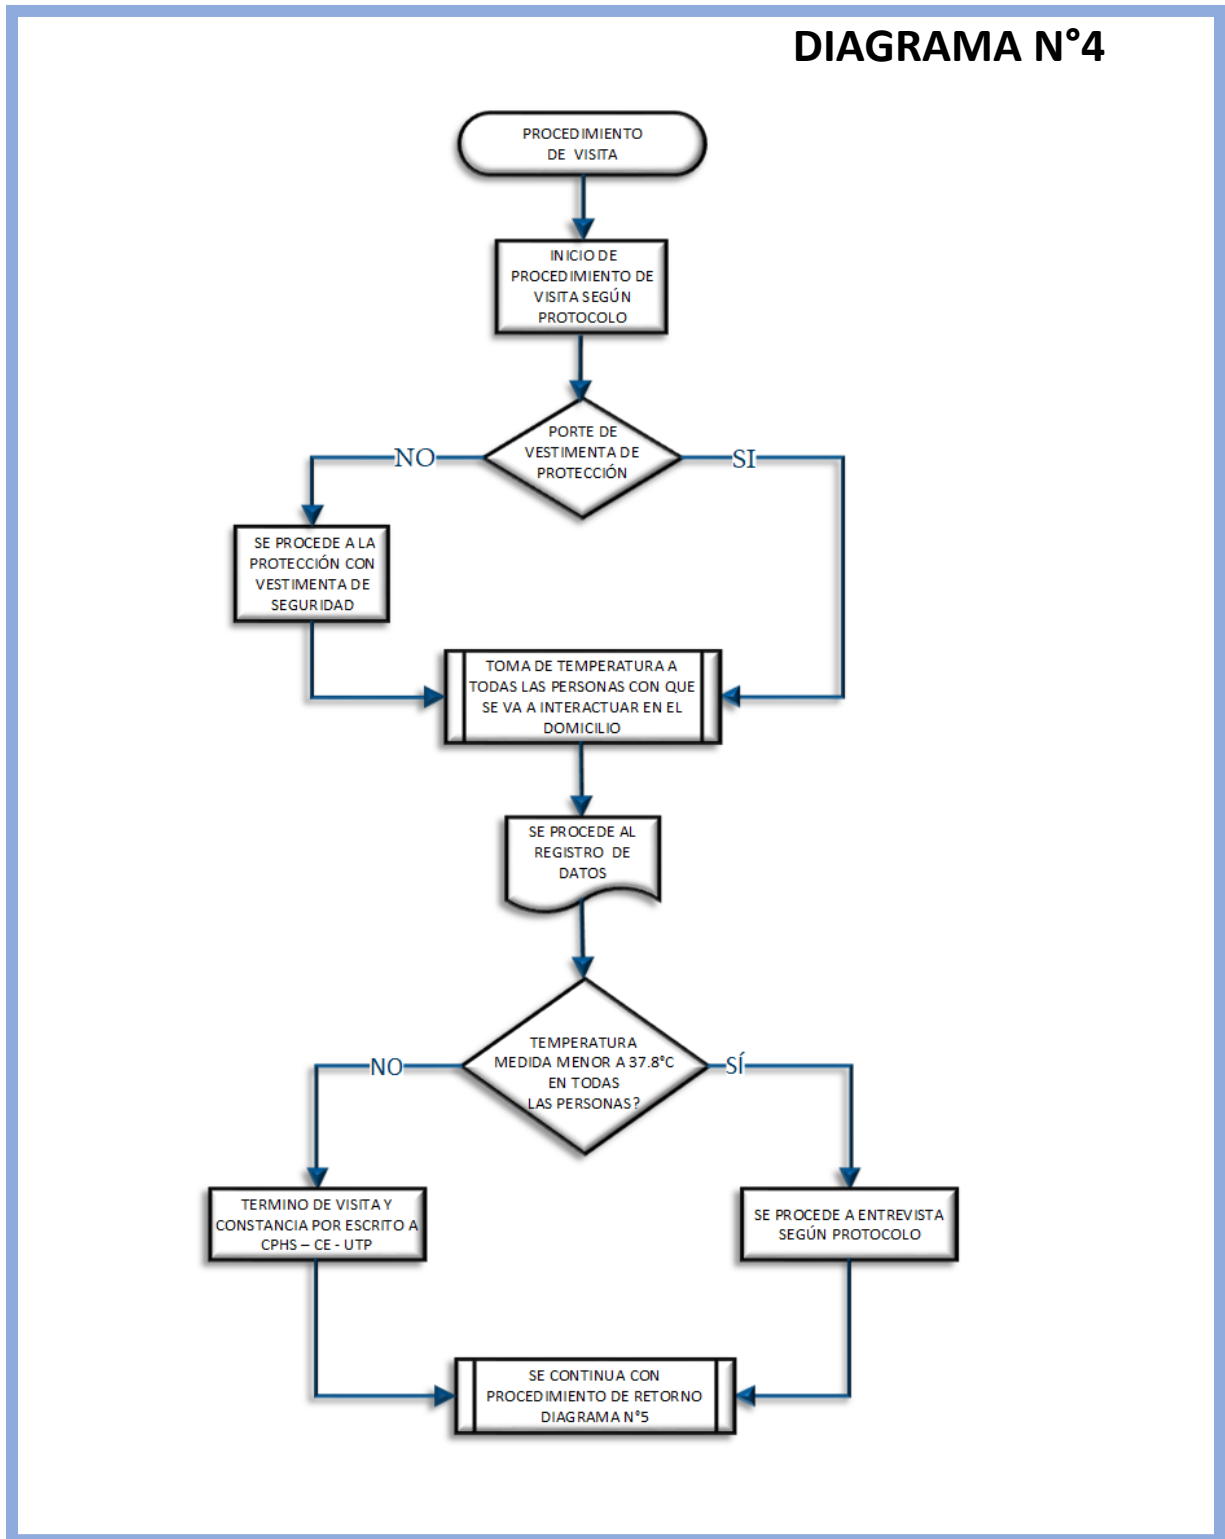 DIAGRAMA N°4
PROCEDIMIENTO
DE VISITA
INICIO DE
PROCEDIMIENTO DE
VISITA SEGÚN
PROTOCOLO
PORTE DE
VESTIMENTA DE
PROTECCIÓN
NO
SI
SE PROCEDE A LA
PROTECCIÓN CON
VESTIMENTA DE
SEGURIDAD
TOMA DE TEMPERATURA A
TODAS LAS PERSONAS CON QUE
SE VA A INTERACTUAR EN EL
DOMICILIO
SE PROCEDE AL
REGISTRO DE
DATOS
TEMPERATURA
MEDIDA MENOR A 37.8°C
EN TODAS
LAS PERSONAS?
NO
SÍ
TERMINO DE VISITA Y
CONSTANCIA POR ESCRITO A
CPHS – CE - UTP
SE PROCEDE A ENTREVISTA
SEGÚN PROTOCOLO
SE CONTINUA CON
PROCEDIMIENTO DE RETORNO
DIAGRAMA N°5